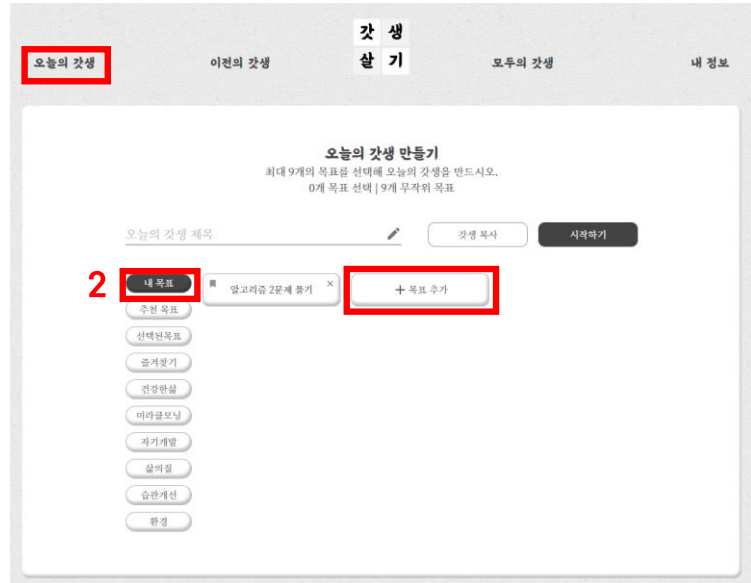 갓 생
살 기
오늘의 갓생
이전의 갓생
모두의 갓생
내 정보
오늘의 갓생 만들기
최대 9개의 목표를 선택해 오늘의 갓생을 만드시오.
0개 목표 선택 | 9개 무작위 목표
오늘의 갓생 제목
갓생 복사
시작하기
2
내 목표
알고리즘 2문제 풀기 ×
+ 목표 추가
추천 목표
선택된목표
즐겨찾기
건강한삶
미라클모닝
자기개발
삶의질
습관개선
환경